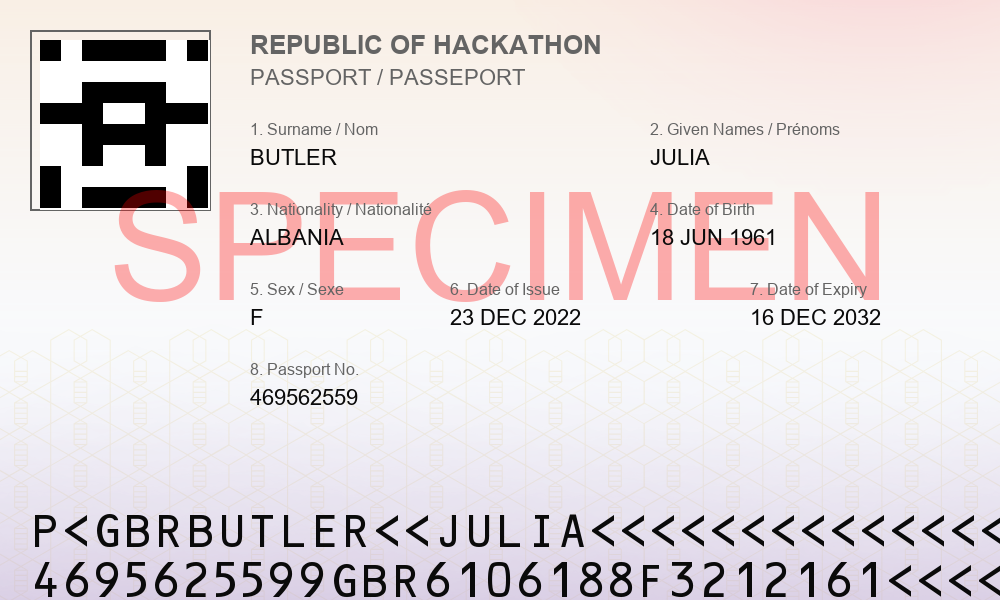 REPUBLIC OF HACKATHON
PASSPORT / PASSEPORT
1. Surname / Nom
BUTLER
2. Given Names / Prénoms
JULIA
SPECIMEN
3. Nationality / Nationalité
ALBANIA
4. Date of Birth
18 JUN 1961
5. Sex / Sexe
F
6. Date of Issue
23 DEC 2022
7. Date of Expiry
16 DEC 2032
8. Passport No.
469562559
P<GBRBUTLER<<JULIA<<<<<<<<<<<<<<
4695625599GBR6106188F3212161<<<<